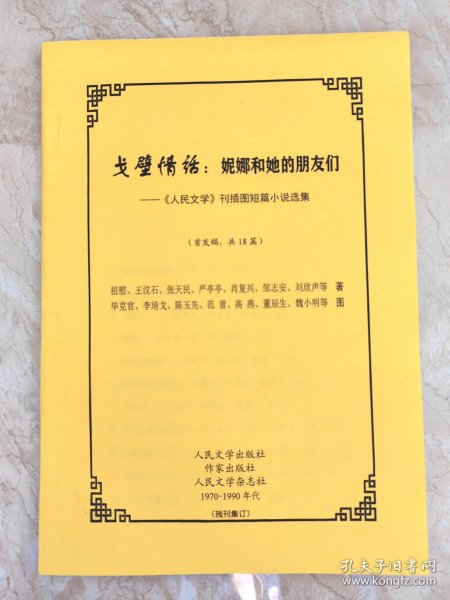 戈壁情话：妮娜和她的朋友们
——《人民文学》刊插图短篇小说选集
（首发稿，共18篇）
祖慰、王汶石、张天民、严亭亭、肖复兴、邹志安、刘欣声等 著
毕克官、李培戈、陈玉先、范曾、高燕、董辰生、魏小明等 图
人民文学出版社
作家出版社
人民文学杂志社
1970-1990年代
（残刊集订）
孔夫子旧书网
www.kongfz.com